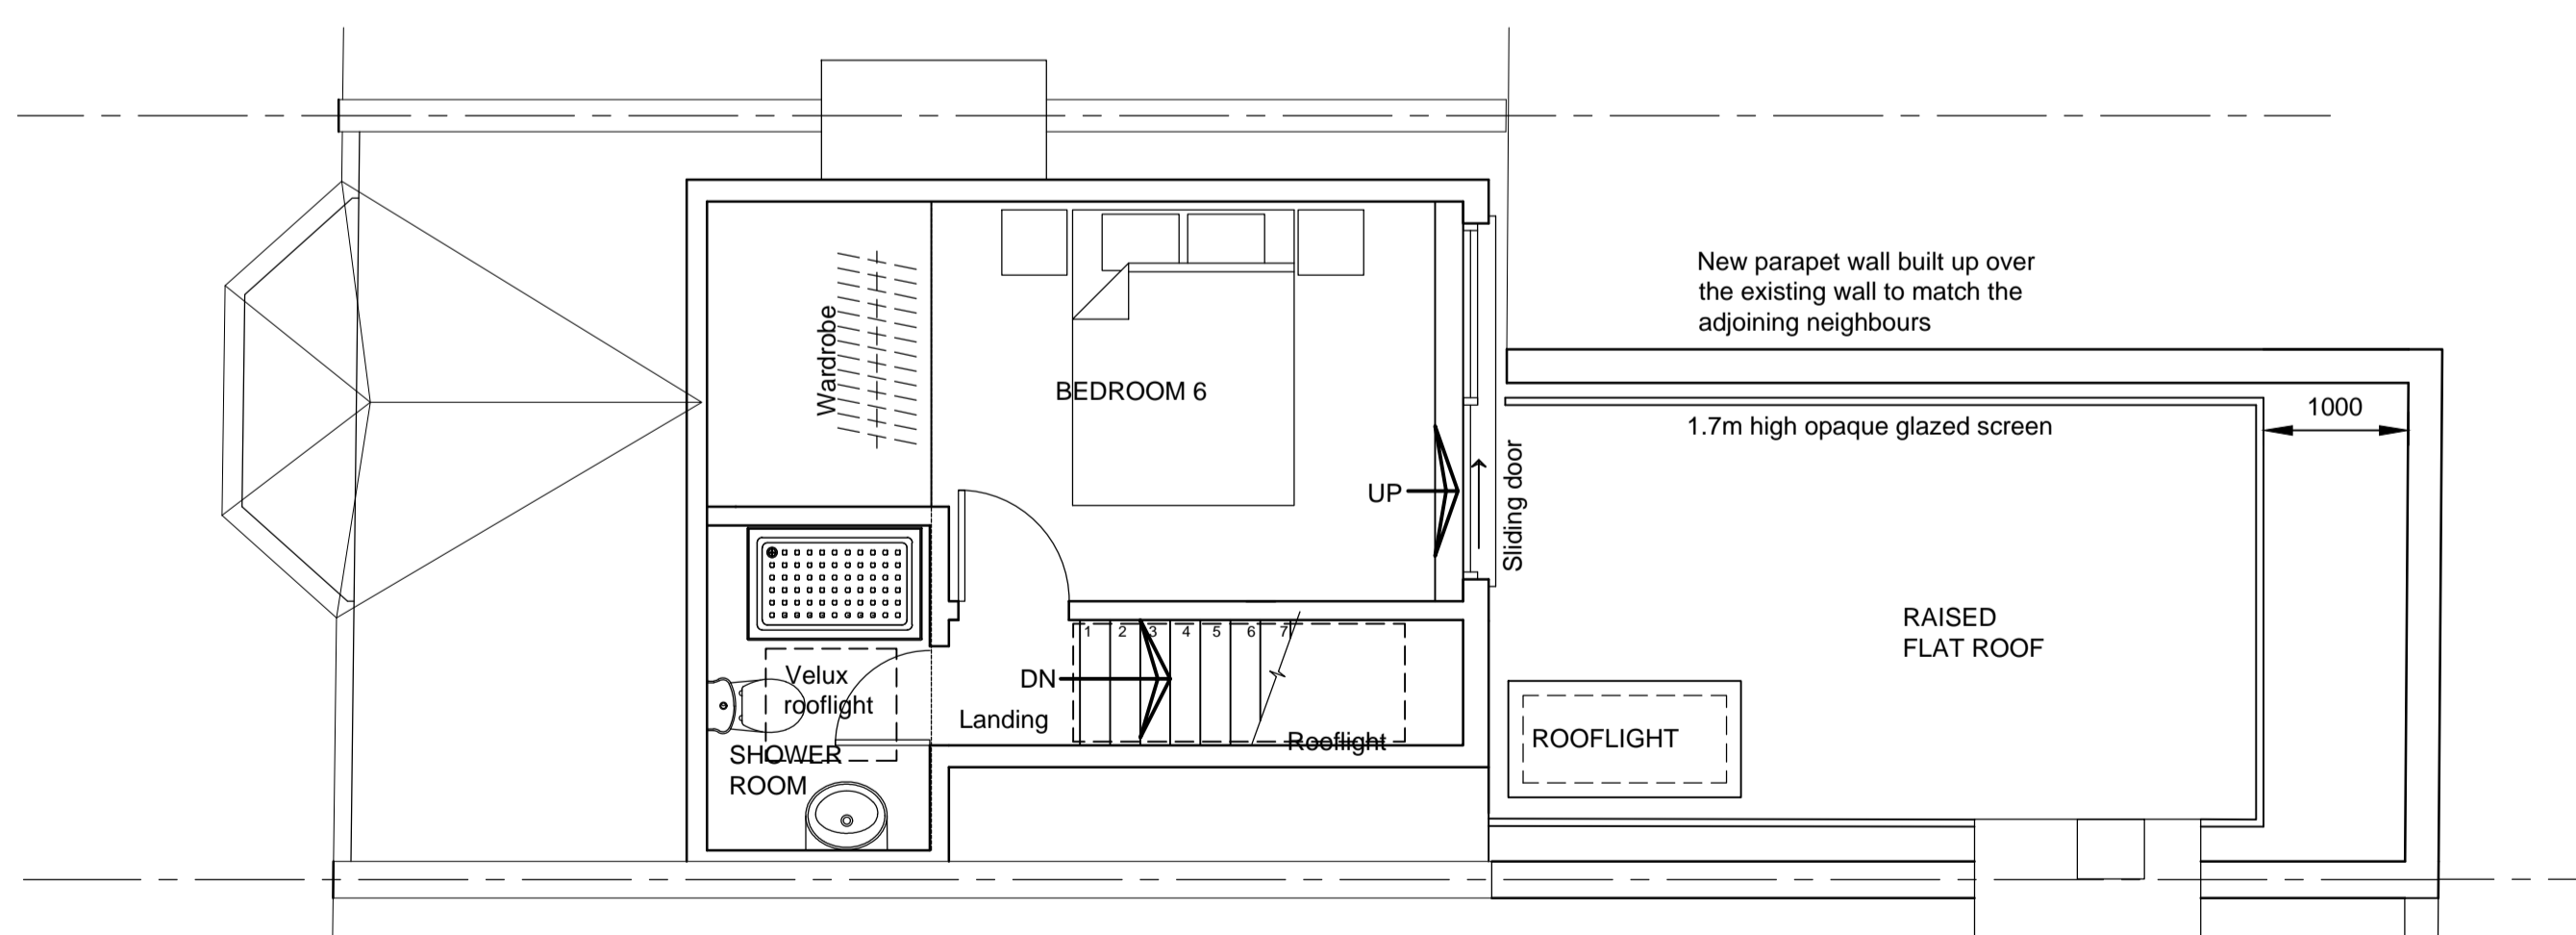 New parapet wall built up over
the existing wall to match the
adjoining neighbours
Wardrobe
BEDROOM 6
1.7m high opaque glazed screen
1000
UP
Sliding door
RAISED
FLAT ROOF
1 2 3 4 5 6 7
Velux
rooflight
DN
Landing
Rooflight
SHOWER
ROOM
ROOFLIGHT